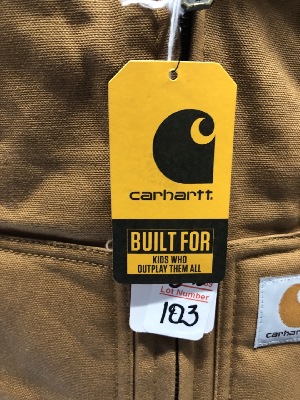 carhartt
BUILT FOR
KIDS WHO
OUTPLAY THEM ALL
Lot Number
103
carhartt